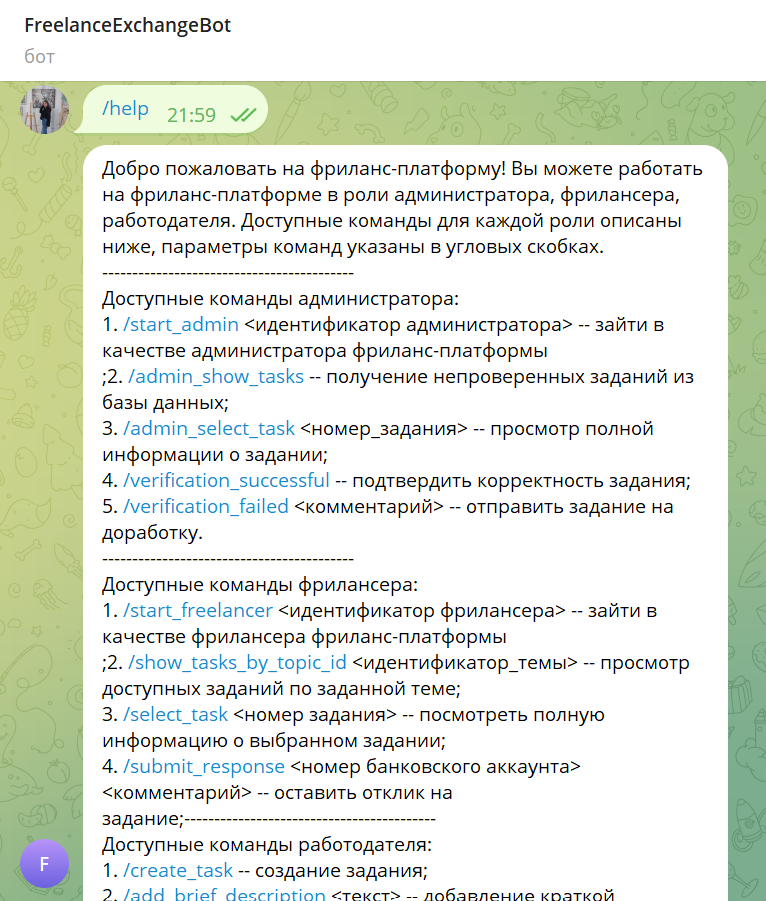 FreelanceExchangeBot
бот
/help 21:59
Добро пожаловать на фриланс-платформу! Вы можете работать
на фриланс-платформе в роли администратора, фрилансера,
работодателя. Доступные команды для каждой роли описаны
ниже, параметры команд указаны в угловых скобках.
------------------------------------------
Доступные команды администратора:
1. /start_admin <идентификатор администратора> -- зайти в
качестве администратора фриланс-платформы
;2. /admin_show_tasks -- получение непроверенных заданий из
базы данных;
3. /admin_select_task <номер_задания> -- просмотр полной
информации о задании;
4. /verification_successful -- подтвердить корректность задания;
5. /verification_failed <комментарий> -- отправить задание на
доработку.
------------------------------------------
Доступные команды фрилансера:
1. /start_freelancer <идентификатор фрилансера> -- зайти в
качестве фрилансера фриланс-платформы
;2. /show_tasks_by_topic_id <идентификатор_темы> -- просмотр
доступных заданий по заданной теме;
3. /select_task <номер задания> -- посмотреть полную
информацию о выбранном задании;
4. /submit_response <номер банковского аккаунта>
<комментарий> -- оставить отклик на
задание;------------------------------------------
Доступные команды работодателя:
1. /create_task -- создание задания;
2. /add_brief_description <текст> -- добавление краткой
F